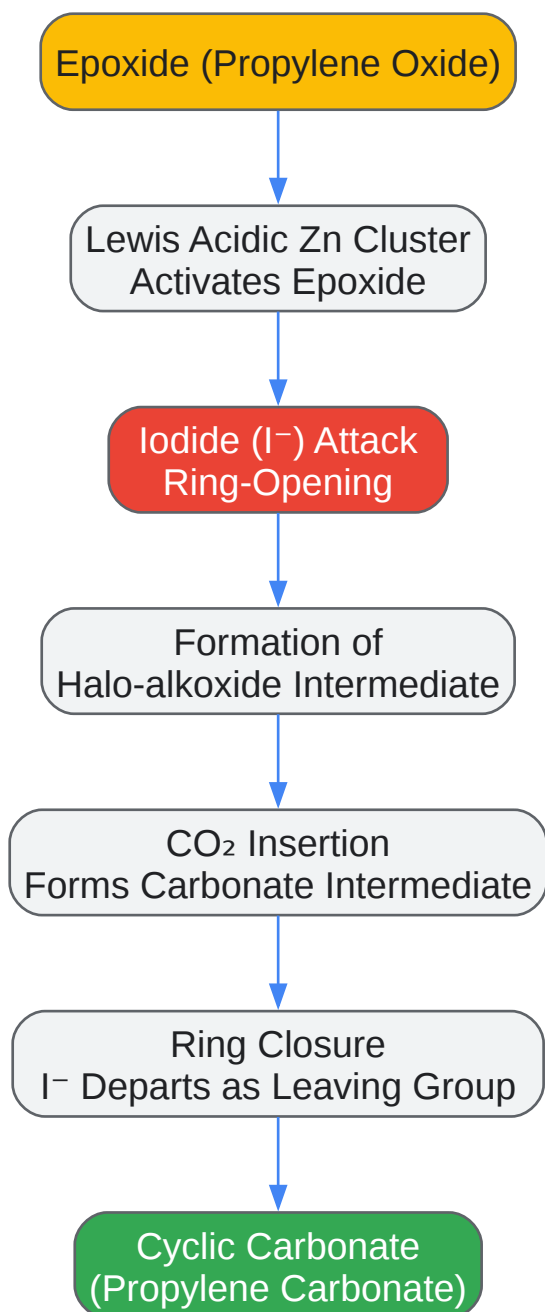 Epoxide (Propylene Oxide)
Lewis Acidic Zn Cluster
Activates Epoxide
Iodide (I⁻) Attack
Ring-Opening
Formation of
Halo-alkoxide Intermediate
CO₂ Insertion
Forms Carbonate Intermediate
Ring Closure
I⁻ Departs as Leaving Group
Cyclic Carbonate
(Propylene Carbonate)